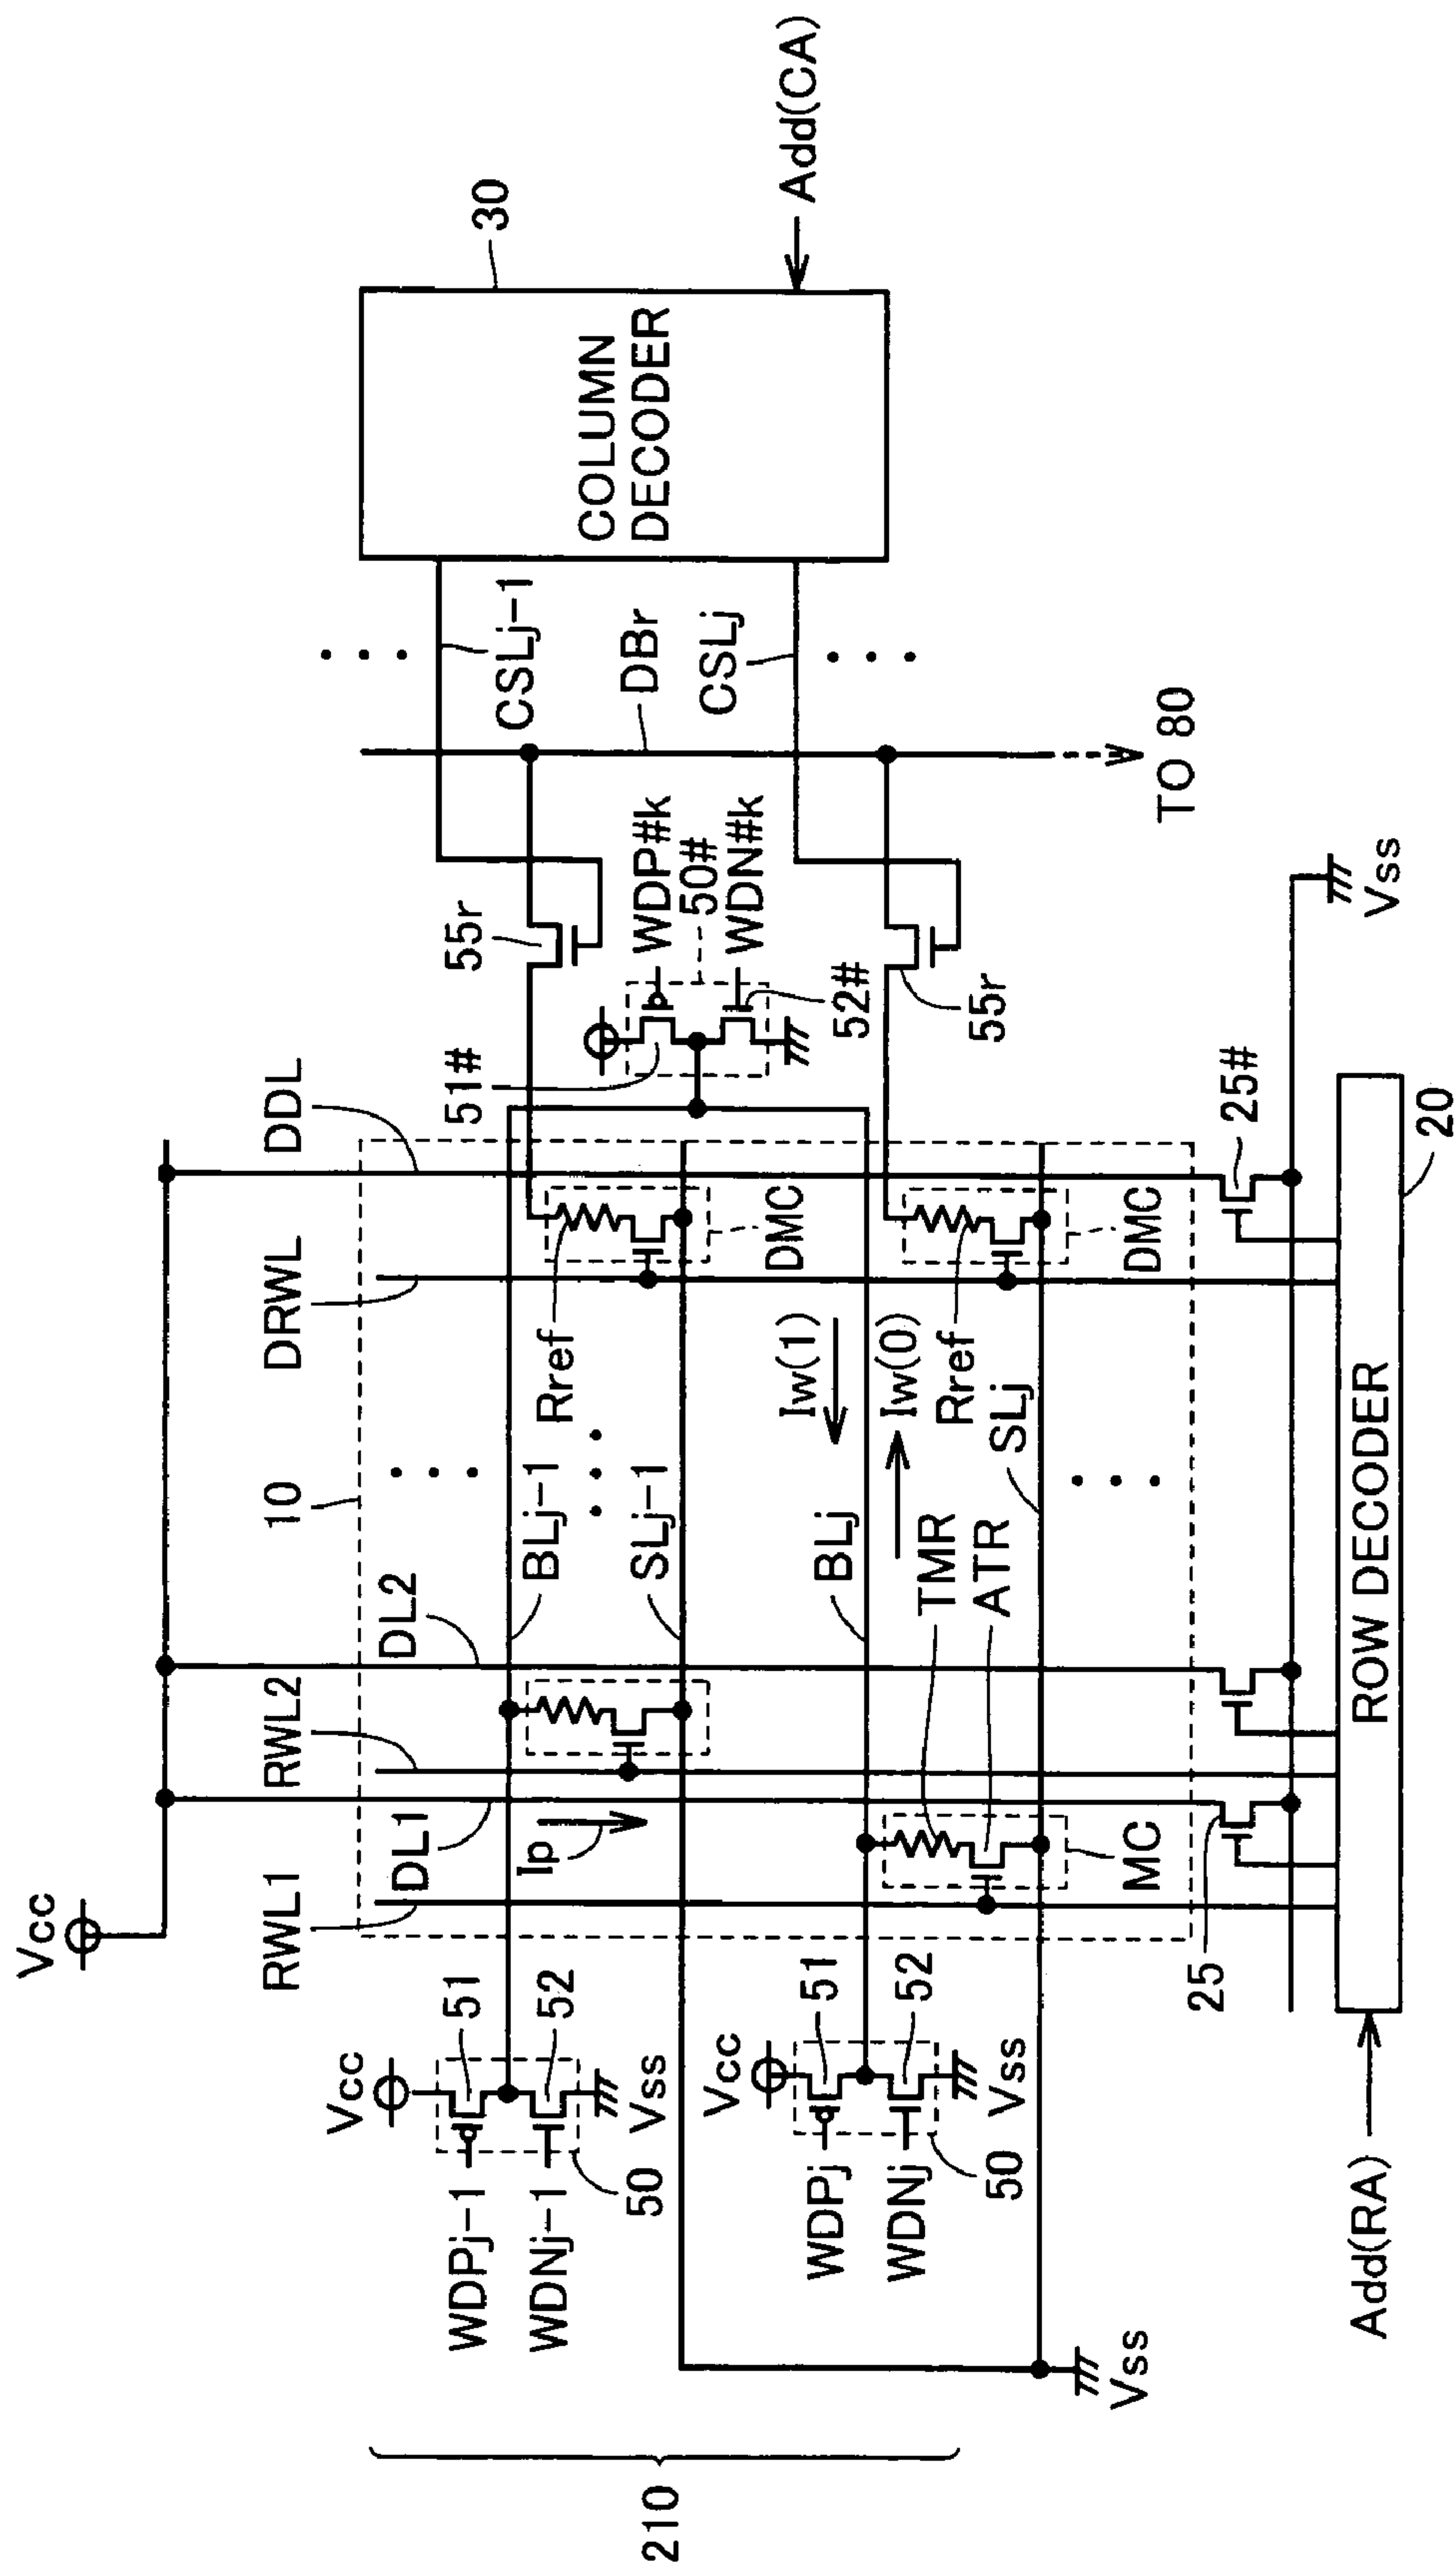 Vcc
10
RWL1
DL1
RWL2
DL2
DRWL
DDL
51#
55r
30
Vcc
51
52
WDPj-1
WDNj-1
50
Vss
Ip
BLj-1
SLj-1
Rref
DMC
WDP#k
50#
WDN#k
52#
CSLj-1
DBr
CSLj
COLUMN
DECODER
Add(CA)
210
Vcc
51
52
WDPj
WDNj
50
Vss
BLj
Iw(1)
Iw(0)
TMR
ATR
SLj
Rref
MC
DMC
55r
TO 80
Vss
25
25#
Vss
Add(RA)
ROW DECODER
20